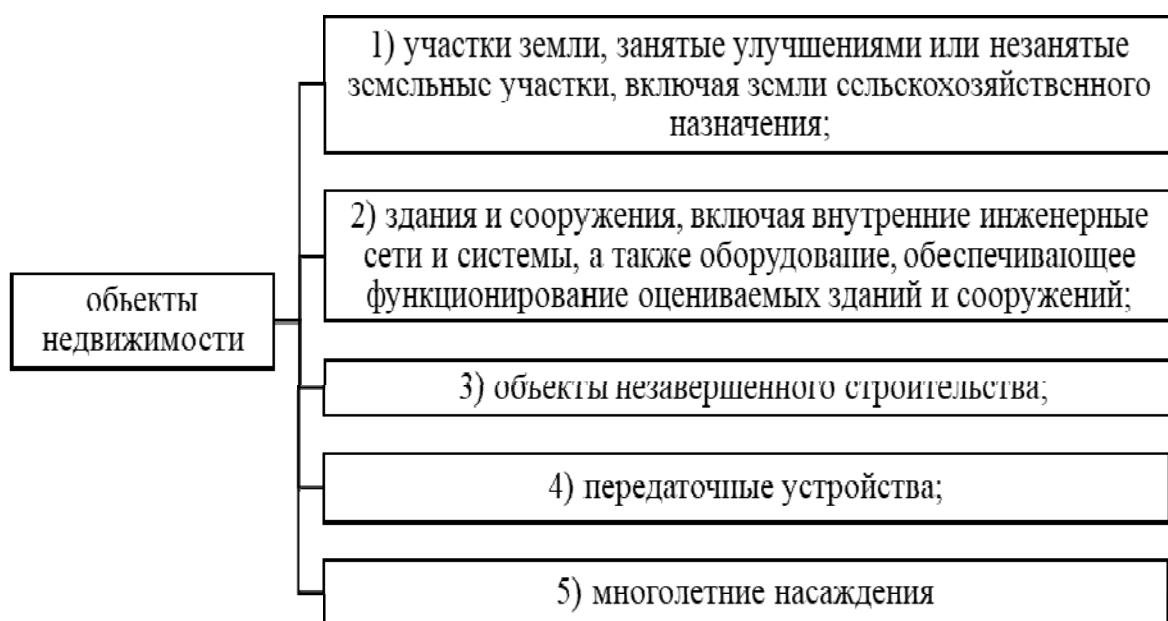 1) участки земли, занятые улучшениями или незанятые
земельные участки, включая земли сельскохозяйственного
назначения;
2) здания и сооружения, включая внутренние инженерные
сети и системы, а также оборудование, обеспечивающее
функционирование оцениваемых зданий и сооружений;
объекты
недвижимости
3) объекты незавершенного строительства;
4) передаточные устройства;
5) многолетние насаждения